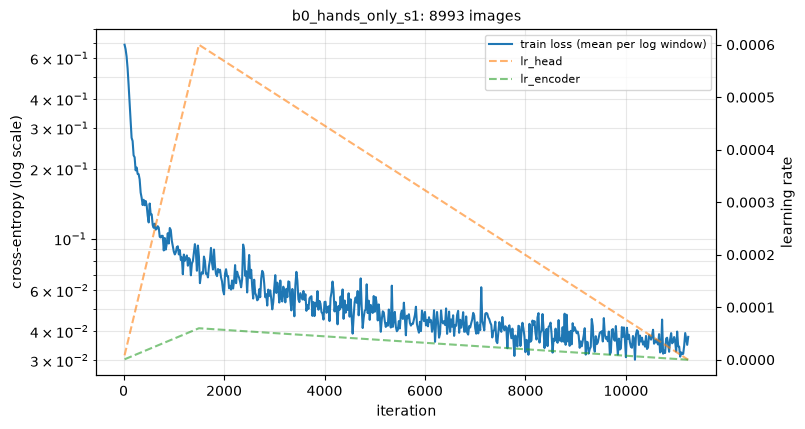 b0_hands_only_s1: 8993 images
train loss (mean per log window)
lr_head
lr_encoder
cross-entropy (log scale)
6 × 10⁻¹
4 × 10⁻¹
3 × 10⁻¹
2 × 10⁻¹
10⁻¹
6 × 10⁻²
4 × 10⁻²
3 × 10⁻²
0.0006
0.0005
0.0004
0.0003
0.0002
0.0001
0.0000
learning rate
0 2000 4000 6000 8000 10000
iteration